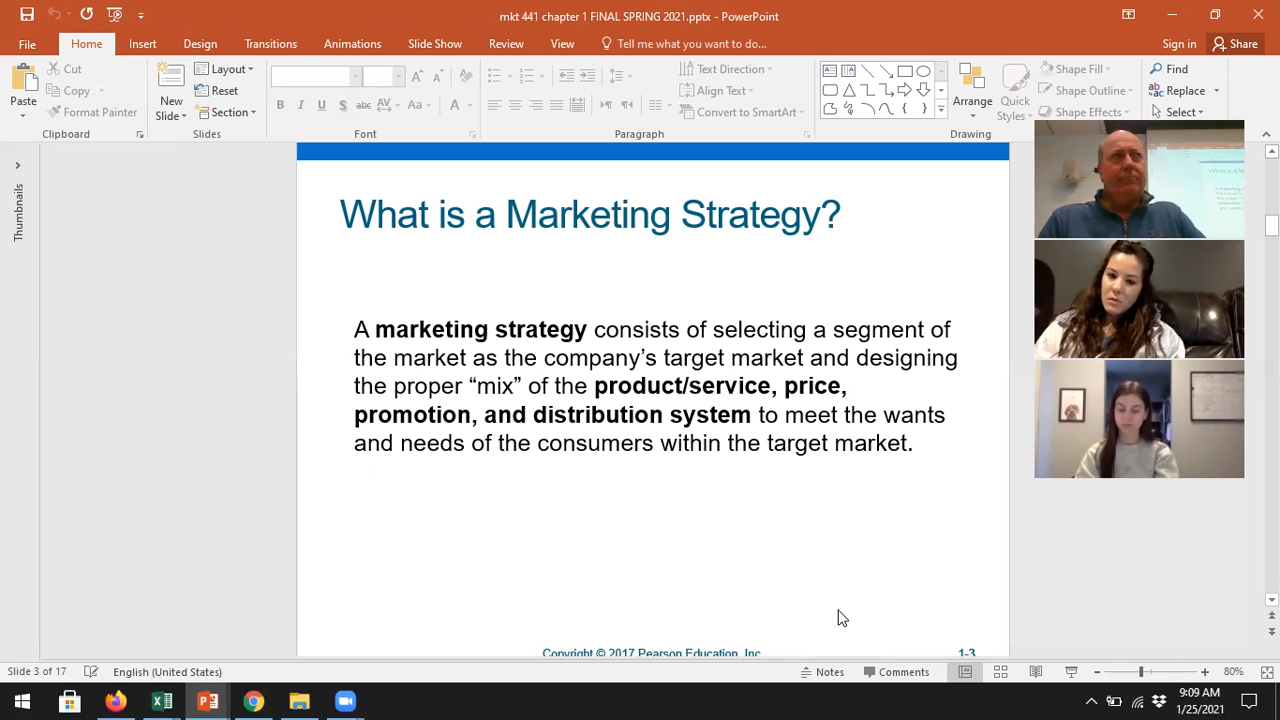 mkt 441 chapter 1 FINAL SPRING 2021.pptx - PowerPoint
File Home Insert Design Transitions Animations Slide Show Review View Tell me what you want to do... Sign in Share
Cut
Copy
Format Painter
Paste
Clipboard
New
Slide
Layout
Reset
Section
Slides
B I U S abc AV Aa A
Font
Text Direction
Align Text
Convert to SmartArt
Paragraph
Arrange
Quick
Styles
Shape Fill
Shape Outline
Shape Effects
Drawing
Find
Replace
Select
Thumbnails
What is a Marketing Strategy?
A marketing strategy consists of selecting a segment of
the market as the company’s target market and designing
the proper “mix” of the product/service, price,
promotion, and distribution system to meet the wants
and needs of the consumers within the target market.
Copyright © 2017 Pearson Education, Inc.
1-3
Slide 3 of 17 English (United States) Notes Comments 80%
9:09 AM
1/25/2021